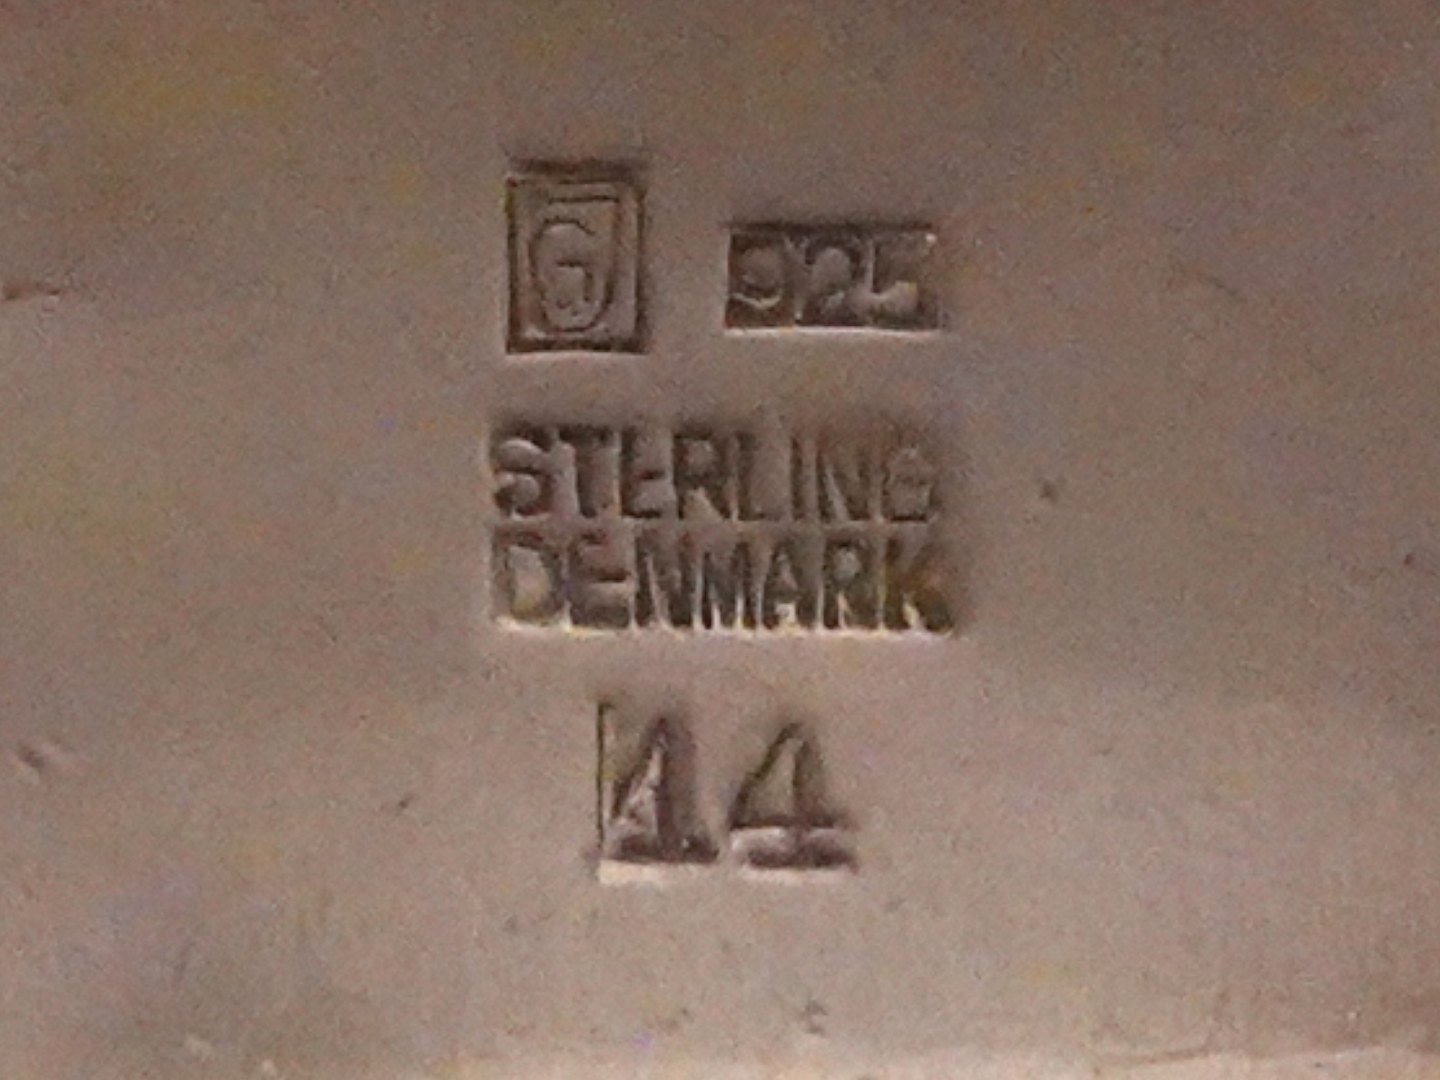 GJ 925
STERLING
DENMARK
44